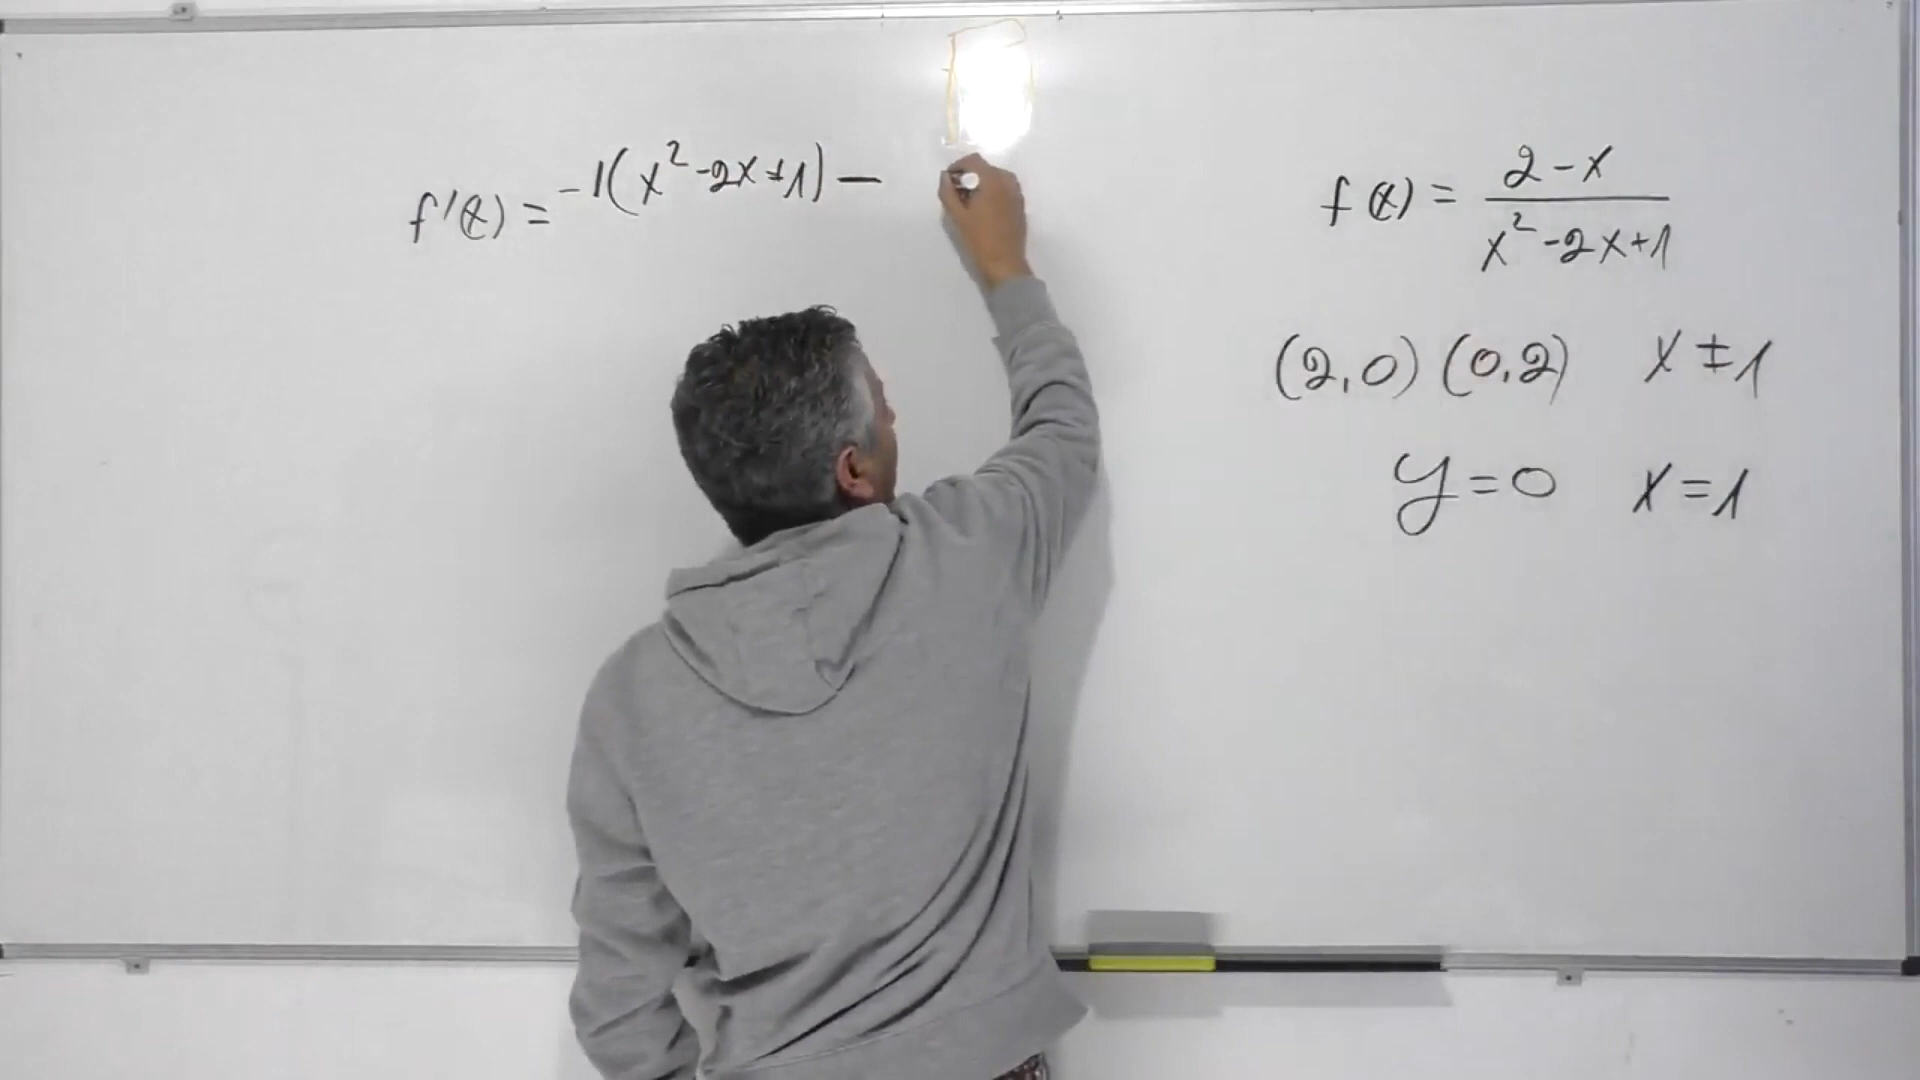 f'(x) = -1(x² -2x+1) -
f(x) = 2-x / x²-2x+1
(2,0) (0,2) x ≠ 1
y=0 x=1